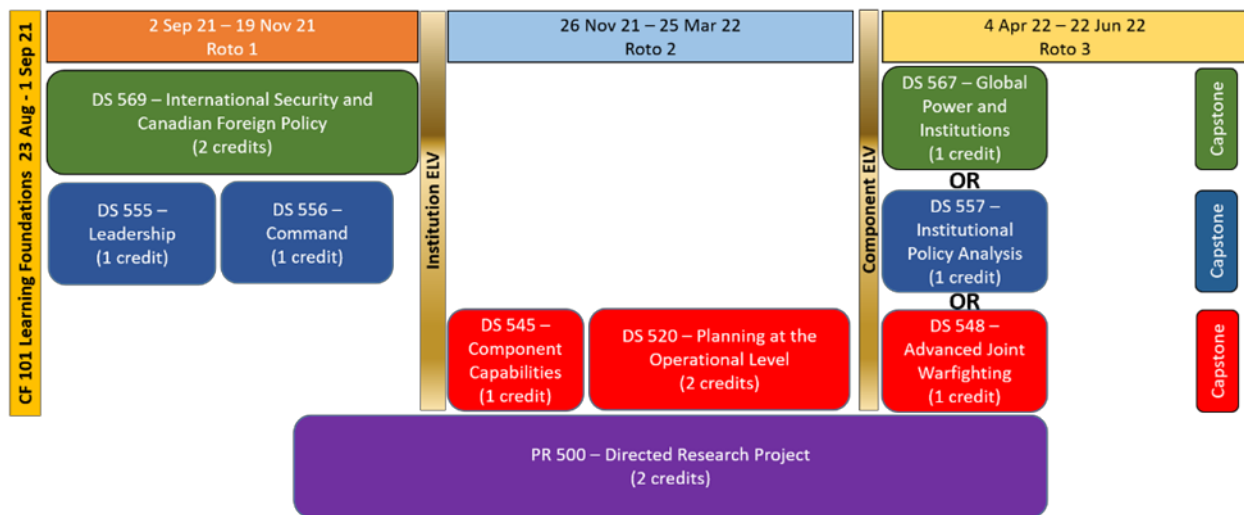 CF 101 Learning Foundations 23 Aug - 1 Sep 21
2 Sep 21 – 19 Nov 21
Roto 1
26 Nov 21 – 25 Mar 22
Roto 2
4 Apr 22 – 22 Jun 22
Roto 3
DS 569 – International Security and
Canadian Foreign Policy
(2 credits)
DS 555 –
Leadership
(1 credit)
DS 556 –
Command
(1 credit)
Institution ELV
DS 545 –
Component
Capabilities
(1 credit)
DS 520 – Planning at the
Operational Level
(2 credits)
Component ELV
DS 567 – Global
Power and
Institutions
(1 credit)
Capstone
OR
DS 557 –
Institutional
Policy Analysis
(1 credit)
Capstone
OR
DS 548 –
Advanced Joint
Warfighting
(1 credit)
Capstone
PR 500 – Directed Research Project
(2 credits)